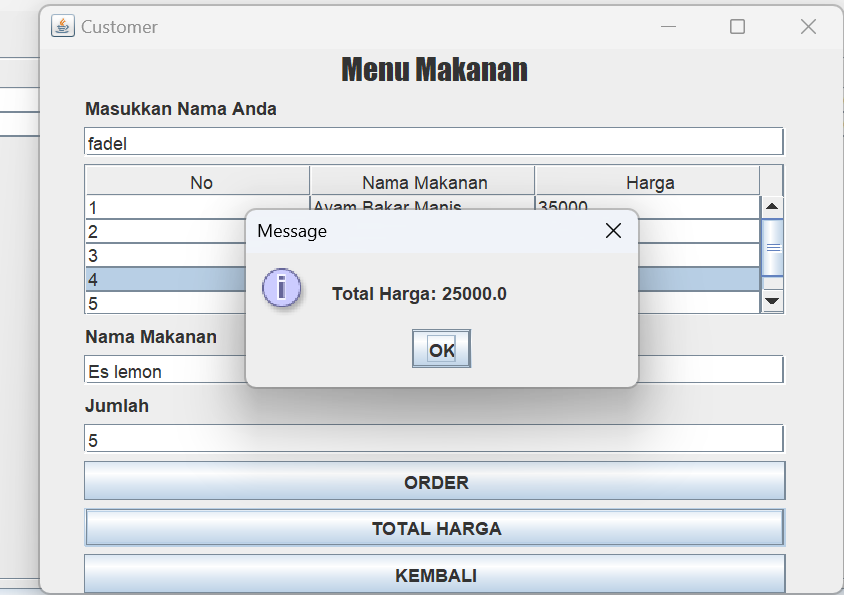 Customer
Menu Makanan
Masukkan Nama Anda
fadel
No Nama Makanan Harga
1 Ayam Bakar Manis 35000
2
3
4
5
Message
Total Harga: 25000.0
OK
Nama Makanan
Es lemon
Jumlah
5
ORDER
TOTAL HARGA
KEMBALI